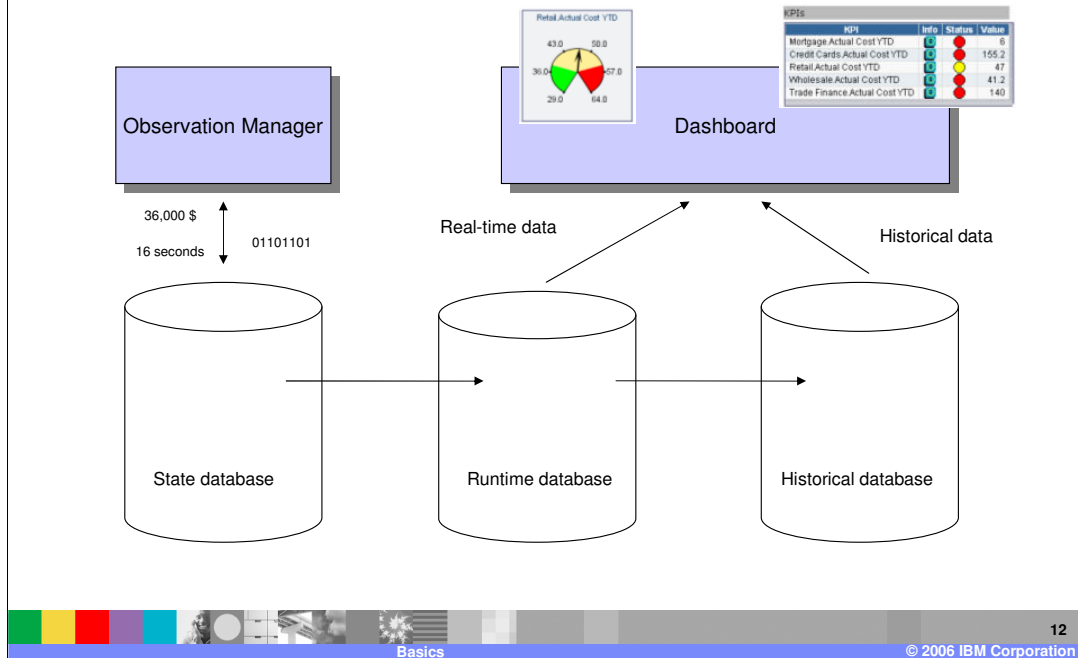 Retail.Actual Cost YTD
43.0 50.0
36.0 57.0
29.0 64.0
KPIs
KPI Info Status Value
Mortgage.Actual Cost YTD 6
Credit Cards.Actual Cost YTD 155.2
Retail.Actual Cost YTD 47
Wholesale.Actual Cost YTD 41.2
Trade Finance.Actual Cost YTD 140
Observation Manager
Dashboard
36,000 $
16 seconds
01101101
Real-time data
Historical data
State database
Runtime database
Historical database
12
Basics
© 2006 IBM Corporation